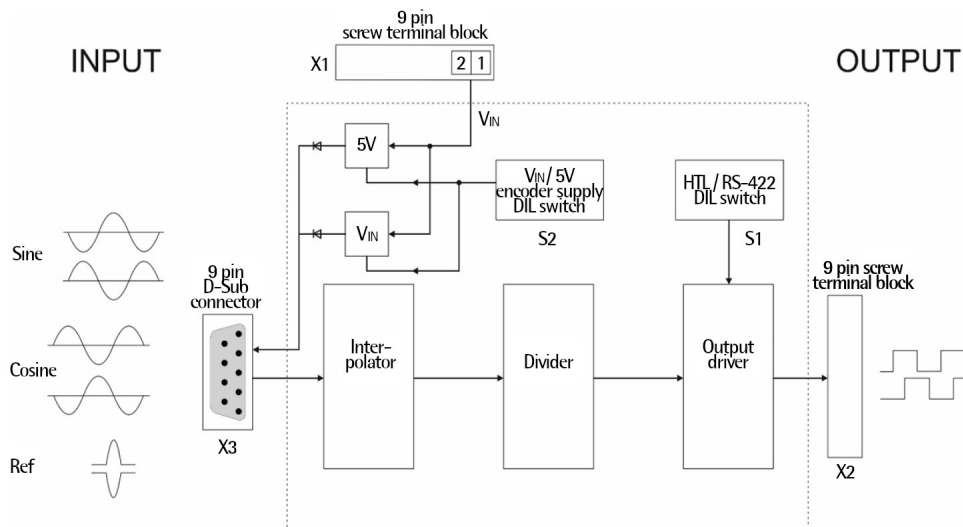 INPUT
9 pin
screw terminal block
OUTPUT
X1
2 1
VIN
5V
VIN / 5V
encoder supply
DIL switch
HTL / RS-422
DIL switch
VIN
S2
S1
Sine
9 pin
D-Sub
connector
9 pin screw
terminal block
Inter-
polator
Divider
Output
driver
Cosine
X3
X2
Ref